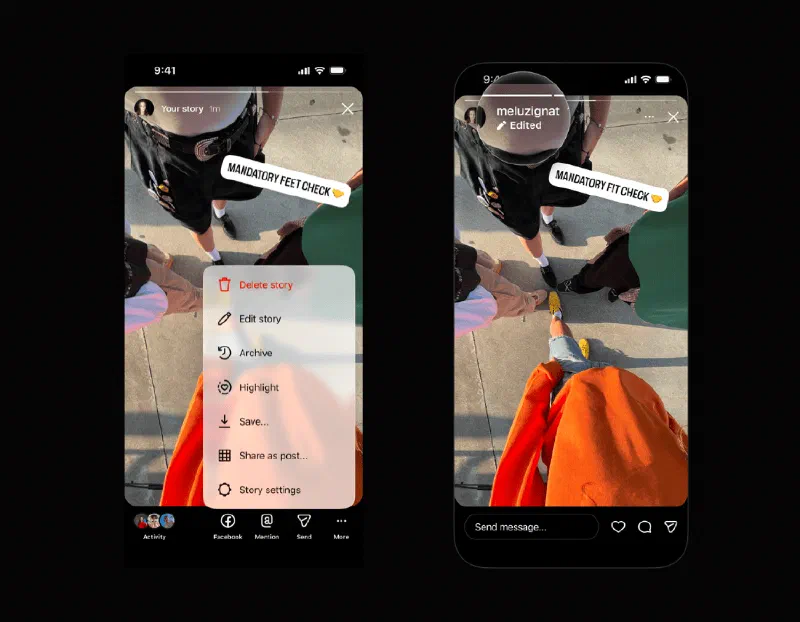 9:41
Your story 1m
MANDATORY FEET CHECK
Delete story
Edit story
Archive
Highlight
Save...
Share as post...
Story settings
Activity
Facebook
Mention
Send
More
9:4
meluzignat
Edited
MANDATORY FIT CHECK
Send message...